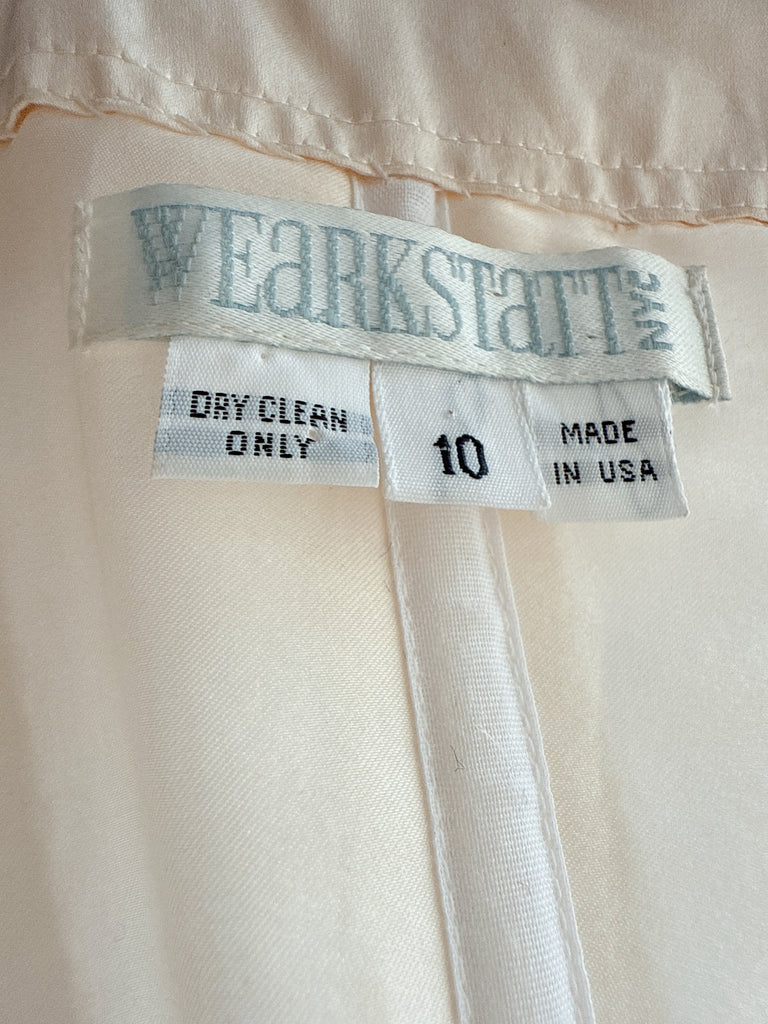 WEaRKSTaTT NYC
DRY CLEAN
ONLY
10
MADE
IN USA